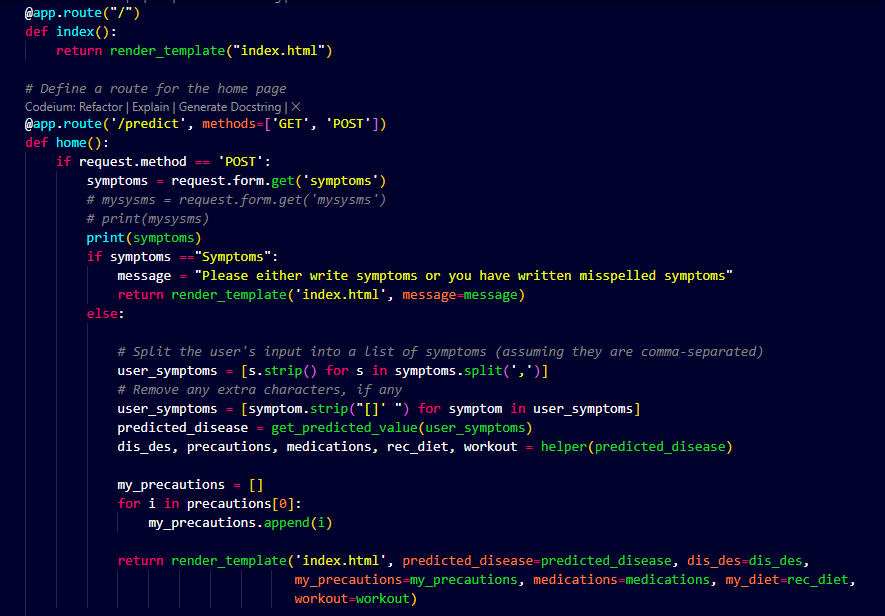 @app.route("/")
def index():
    return render_template("index.html")
# Define a route for the home page
Codeium: Refactor | Explain | Generate Docstring | ✕
@app.route('/predict', methods=['GET', 'POST'])
def home():
    if request.method == 'POST':
        symptoms = request.form.get('symptoms')
        # mysysms = request.form.get('mysysms')
        # print(mysysms)
        print(symptoms)
        if symptoms =="Symptoms":
            message = "Please either write symptoms or you have written misspelled symptoms"
            return render_template('index.html', message=message)
        else:
            # Split the user's input into a list of symptoms (assuming they are comma-separated)
            user_symptoms = [s.strip() for s in symptoms.split(',')]
            # Remove any extra characters, if any
            user_symptoms = [symptom.strip("[]' ") for symptom in user_symptoms]
            predicted_disease = get_predicted_value(user_symptoms)
            dis_des, precautions, medications, rec_diet, workout = helper(predicted_disease)
            my_precautions = []
            for i in precautions[0]:
                my_precautions.append(i)
            return render_template('index.html', predicted_disease=predicted_disease, dis_des=dis_des,
                                   my_precautions=my_precautions, medications=medications, my_diet=rec_diet,
                                   workout=workout)